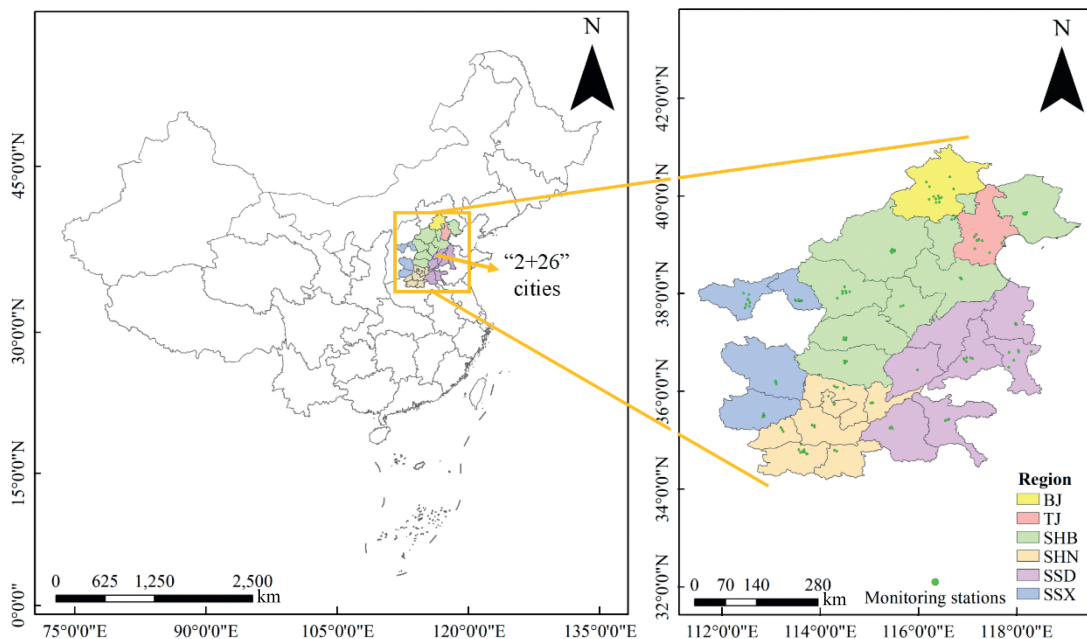 N
45°0'0"N
30°0'0"N
15°0'0"N
0°0'0"
"2+26"
cities
0 625 1,250 2,500
km
75°0'0"E 90°0'0"E 105°0'0"E 120°0'0"E 135°0'0"E
N
42°0'0"N
40°0'0"N
38°0'0"N
36°0'0"N
34°0'0"N
32°0'0"N
Region
BJ
TJ
SHB
SHN
SSD
SSX
Monitoring stations
0 70 140 280
km
112°0'0"E 114°0'0"E 116°0'0"E 118°0'0"E